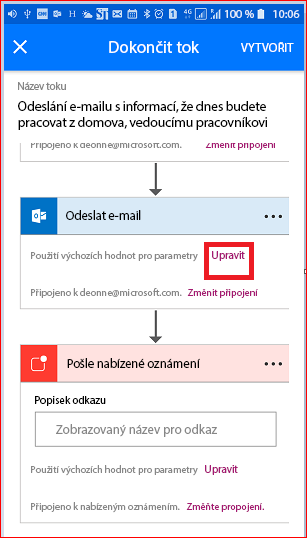 100 % 10:06
Dokončit tok
VYTVOŘIT
Název toku
Odeslání e-mailu s informací, že dnes budete
pracovat z domova, vedoucímu pracovníkovi
Připojeno k deonne@microsoft.com. Změnit připojení
Odeslat e-mail
Použití výchozích hodnot pro parametry Upravit
Připojeno k deonne@microsoft.com. Změnit připojení
Pošle nabízené oznámení
Popisek odkazu
Zobrazovaný název pro odkaz
Použití výchozích hodnot pro parametry Upravit
Připojeno k nabízeným oznámením. Změňte propojení.